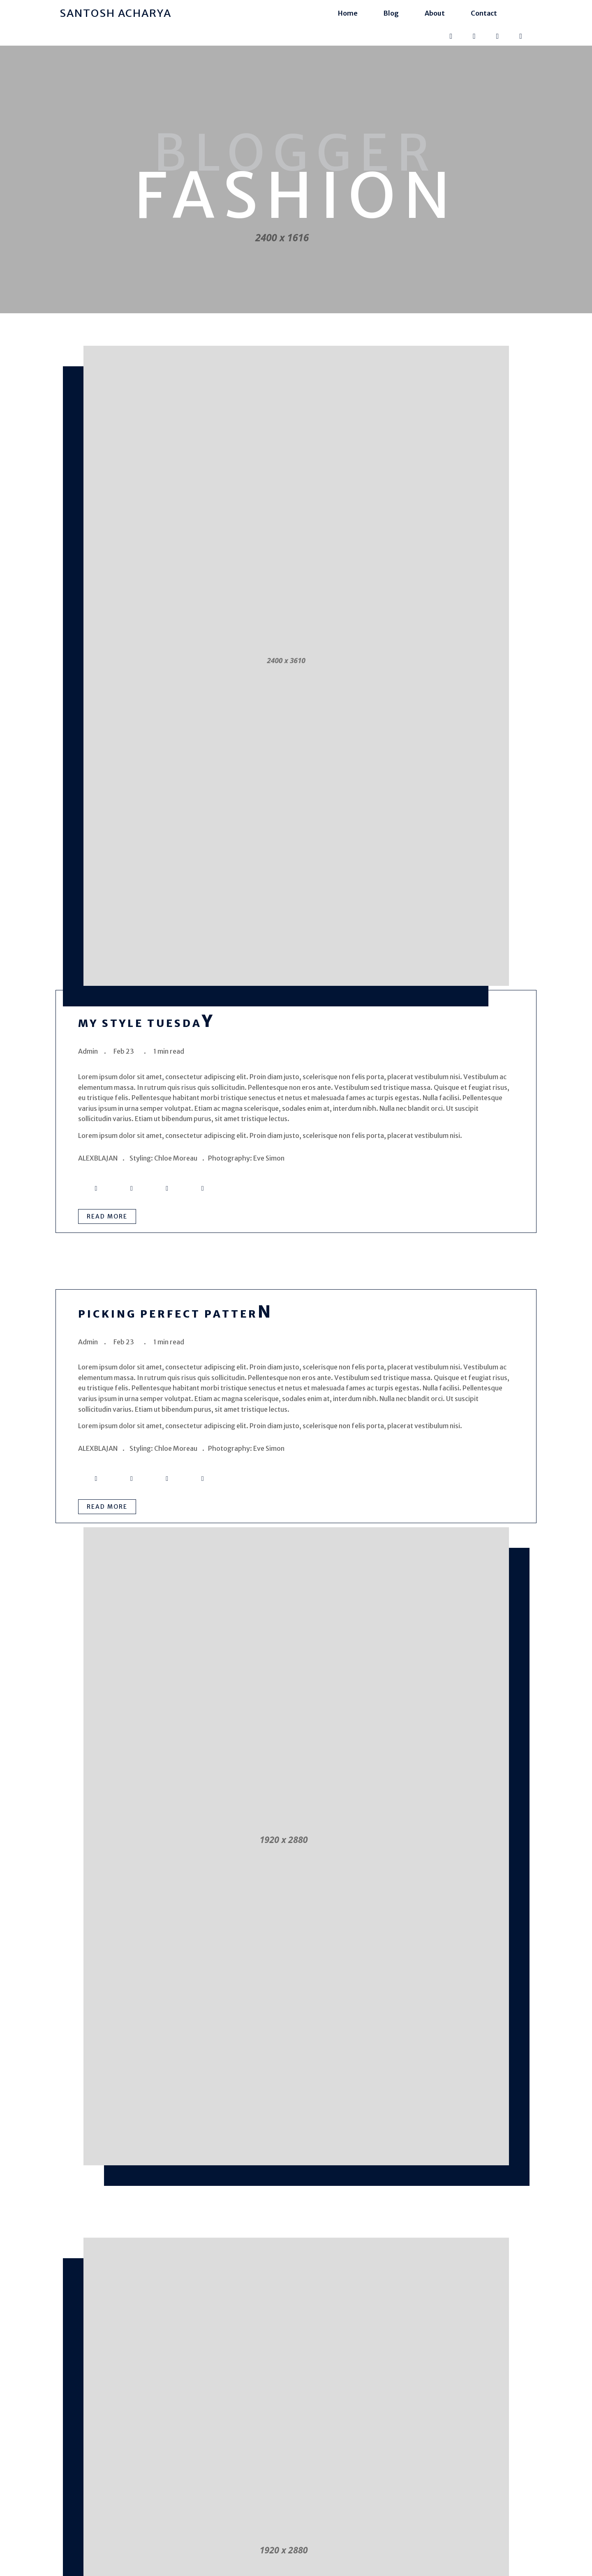 SANTOSH ACHARYA
Home Blog About Contact
BLOGGER
FASHION
2400 x 1616
2400 x 3610
MY STYLE TUESDAY
Admin . Feb 23 . 1 min read
Lorem ipsum dolor sit amet, consectetur adipiscing elit. Proin diam justo, scelerisque non felis porta, placerat vestibulum nisi. Vestibulum ac
elementum massa. In rutrum quis risus quis sollicitudin. Pellentesque non eros ante. Vestibulum sed tristique massa. Quisque et feugiat risus,
eu tristique felis. Pellentesque habitant morbi tristique senectus et netus et malesuada fames ac turpis egestas. Nulla facilisi. Pellentesque
varius ipsum in urna semper volutpat. Etiam ac magna scelerisque, sodales enim at, interdum nibh. Nulla nec blandit orci. Ut suscipit
sollicitudin varius. Etiam ut bibendum purus, sit amet tristique lectus.
Lorem ipsum dolor sit amet, consectetur adipiscing elit. Proin diam justo, scelerisque non felis porta, placerat vestibulum nisi.
ALEXBLAJAN . Styling: Chloe Moreau . Photography: Eve Simon
READ MORE
PICKING PERFECT PATTERN
Admin . Feb 23 . 1 min read
Lorem ipsum dolor sit amet, consectetur adipiscing elit. Proin diam justo, scelerisque non felis porta, placerat vestibulum nisi. Vestibulum ac
elementum massa. In rutrum quis risus quis sollicitudin. Pellentesque non eros ante. Vestibulum sed tristique massa. Quisque et feugiat risus,
eu tristique felis. Pellentesque habitant morbi tristique senectus et netus et malesuada fames ac turpis egestas. Nulla facilisi. Pellentesque
varius ipsum in urna semper volutpat. Etiam ac magna scelerisque, sodales enim at, interdum nibh. Nulla nec blandit orci. Ut suscipit
sollicitudin varius. Etiam ut bibendum purus, sit amet tristique lectus.
Lorem ipsum dolor sit amet, consectetur adipiscing elit. Proin diam justo, scelerisque non felis porta, placerat vestibulum nisi.
ALEXBLAJAN . Styling: Chloe Moreau . Photography: Eve Simon
READ MORE
1920 x 2880
1920 x 2880